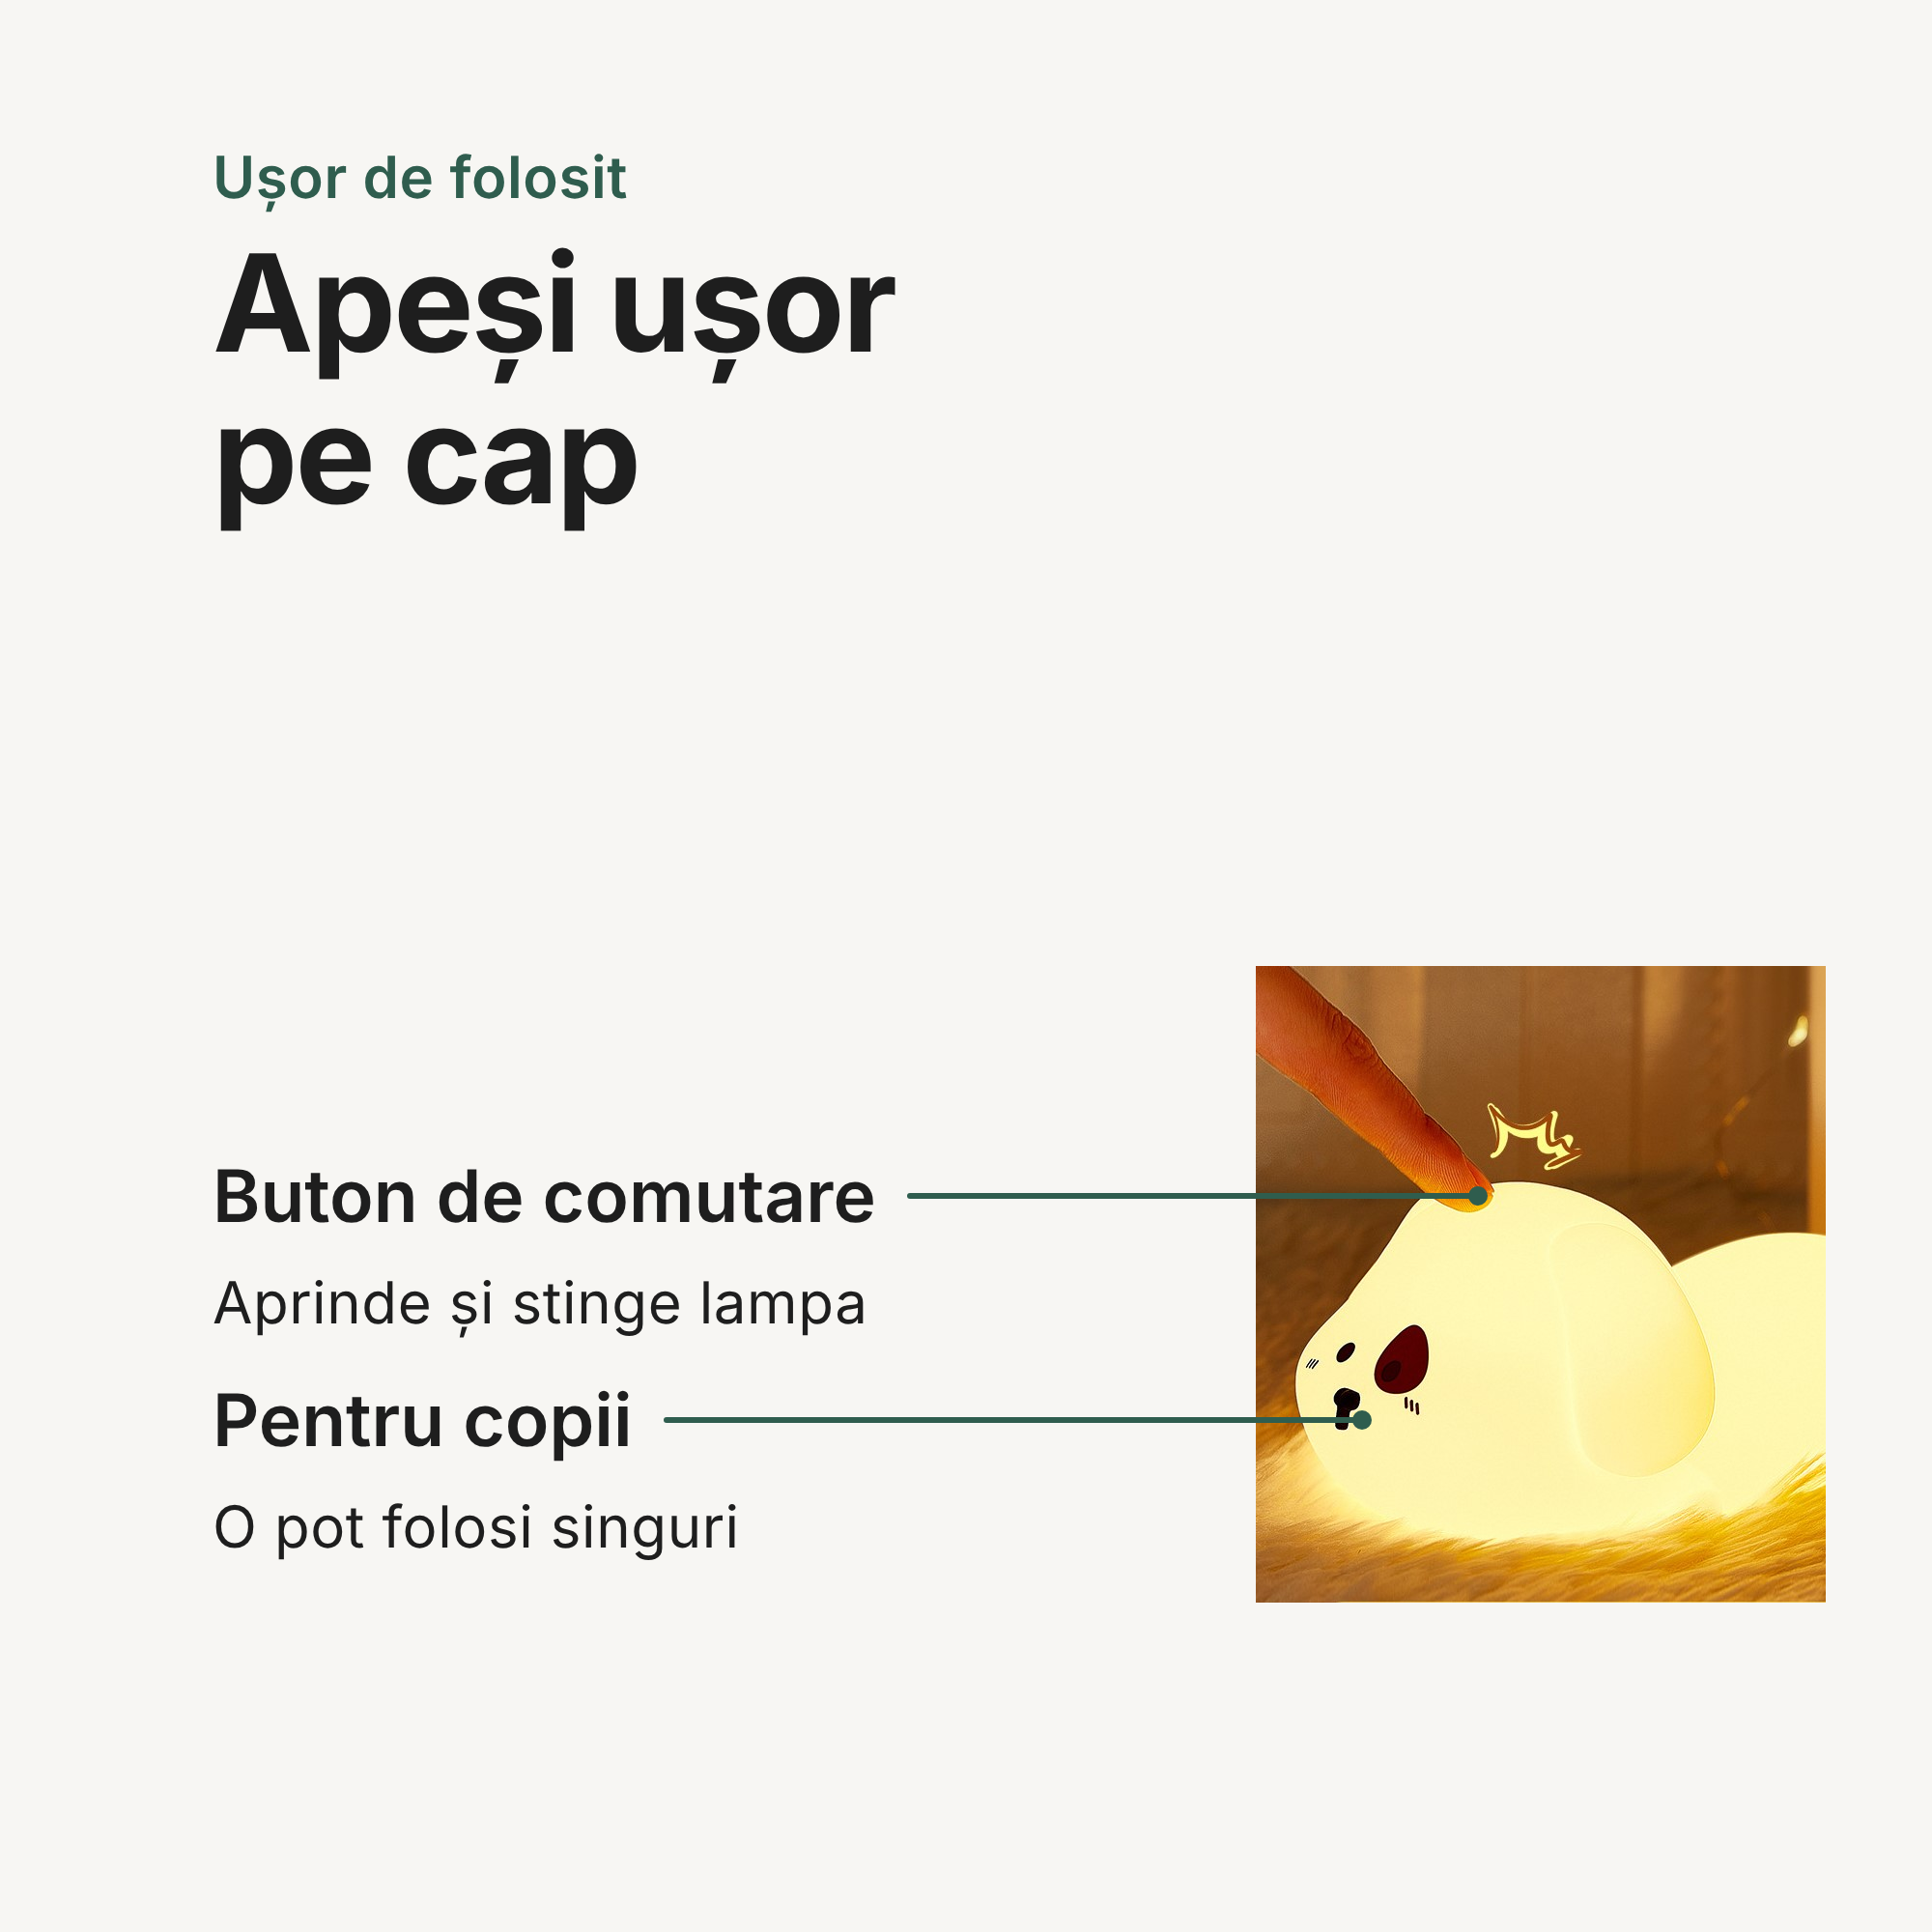 Ușor de folosit
Apeși ușor
pe cap
Buton de comutare
Aprinde și stinge lampa
Pentru copii
O pot folosi singuri